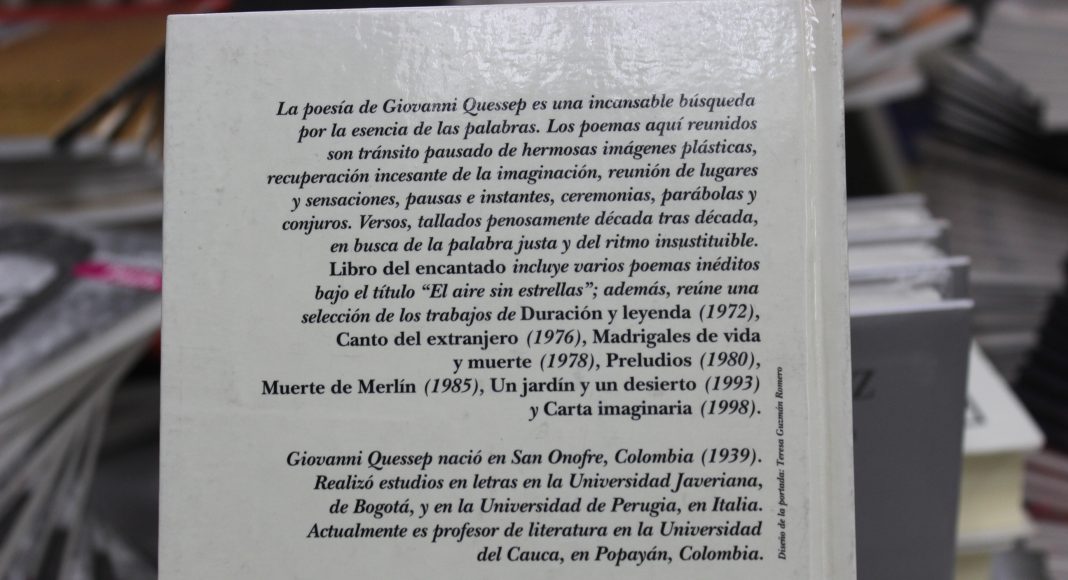 La poesía de Giovanni Quessep es una incansable búsqueda
por la esencia de las palabras. Los poemas aquí reunidos
son tránsito pausado de hermosas imágenes plásticas,
recuperación incesante de la imaginación, reunión de lugares
y sensaciones, pausas e instantes, ceremonias, parábolas y
conjuros. Versos, tallados penosamente década tras década,
en busca de la palabra justa y del ritmo insustituible.
Libro del encantado incluye varios poemas inéditos
bajo el título “El aire sin estrellas”; además, reúne una
selección de los trabajos de Duración y leyenda (1972),
Canto del extranjero (1976), Madrigales de vida
y muerte (1978), Preludios (1980),
Muerte de Merlín (1985), Un jardín y un desierto (1993)
y Carta imaginaria (1998).
Giovanni Quessep nació en San Onofre, Colombia (1939).
Realizó estudios en letras en la Universidad Javeriana,
de Bogotá, y en la Universidad de Perugia, en Italia.
Actualmente es profesor de literatura en la Universidad
del Cauca, en Popayán, Colombia.
Diseño de la portada: Teresa Guzmán Romero